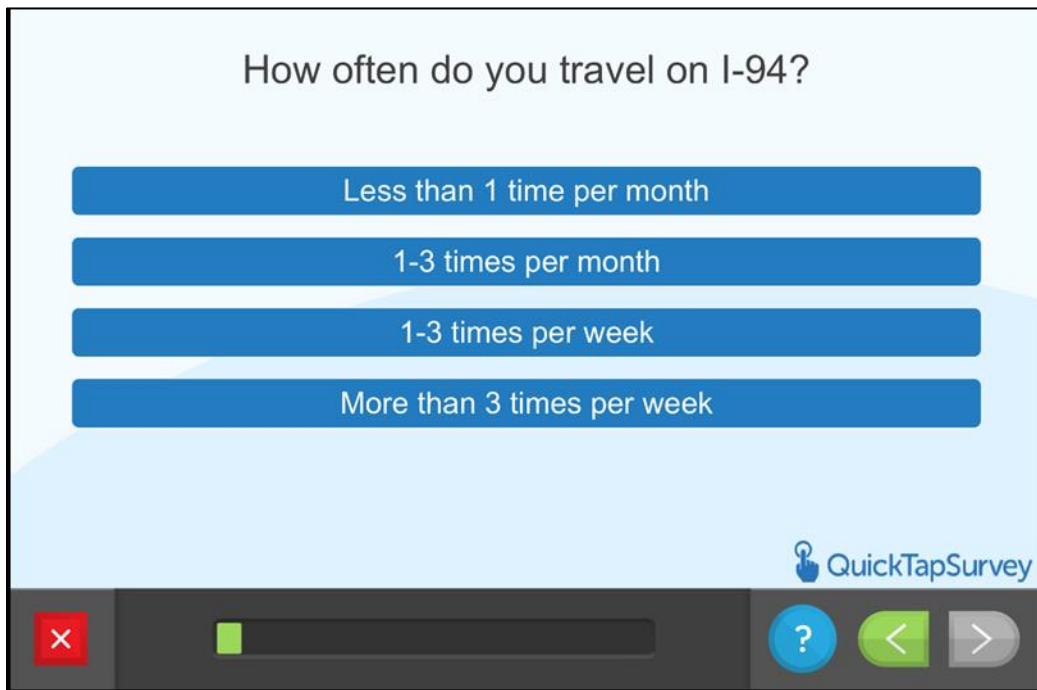 How often do you travel on I-94?
Less than 1 time per month
1-3 times per month
1-3 times per week
More than 3 times per week
QuickTapSurvey
?